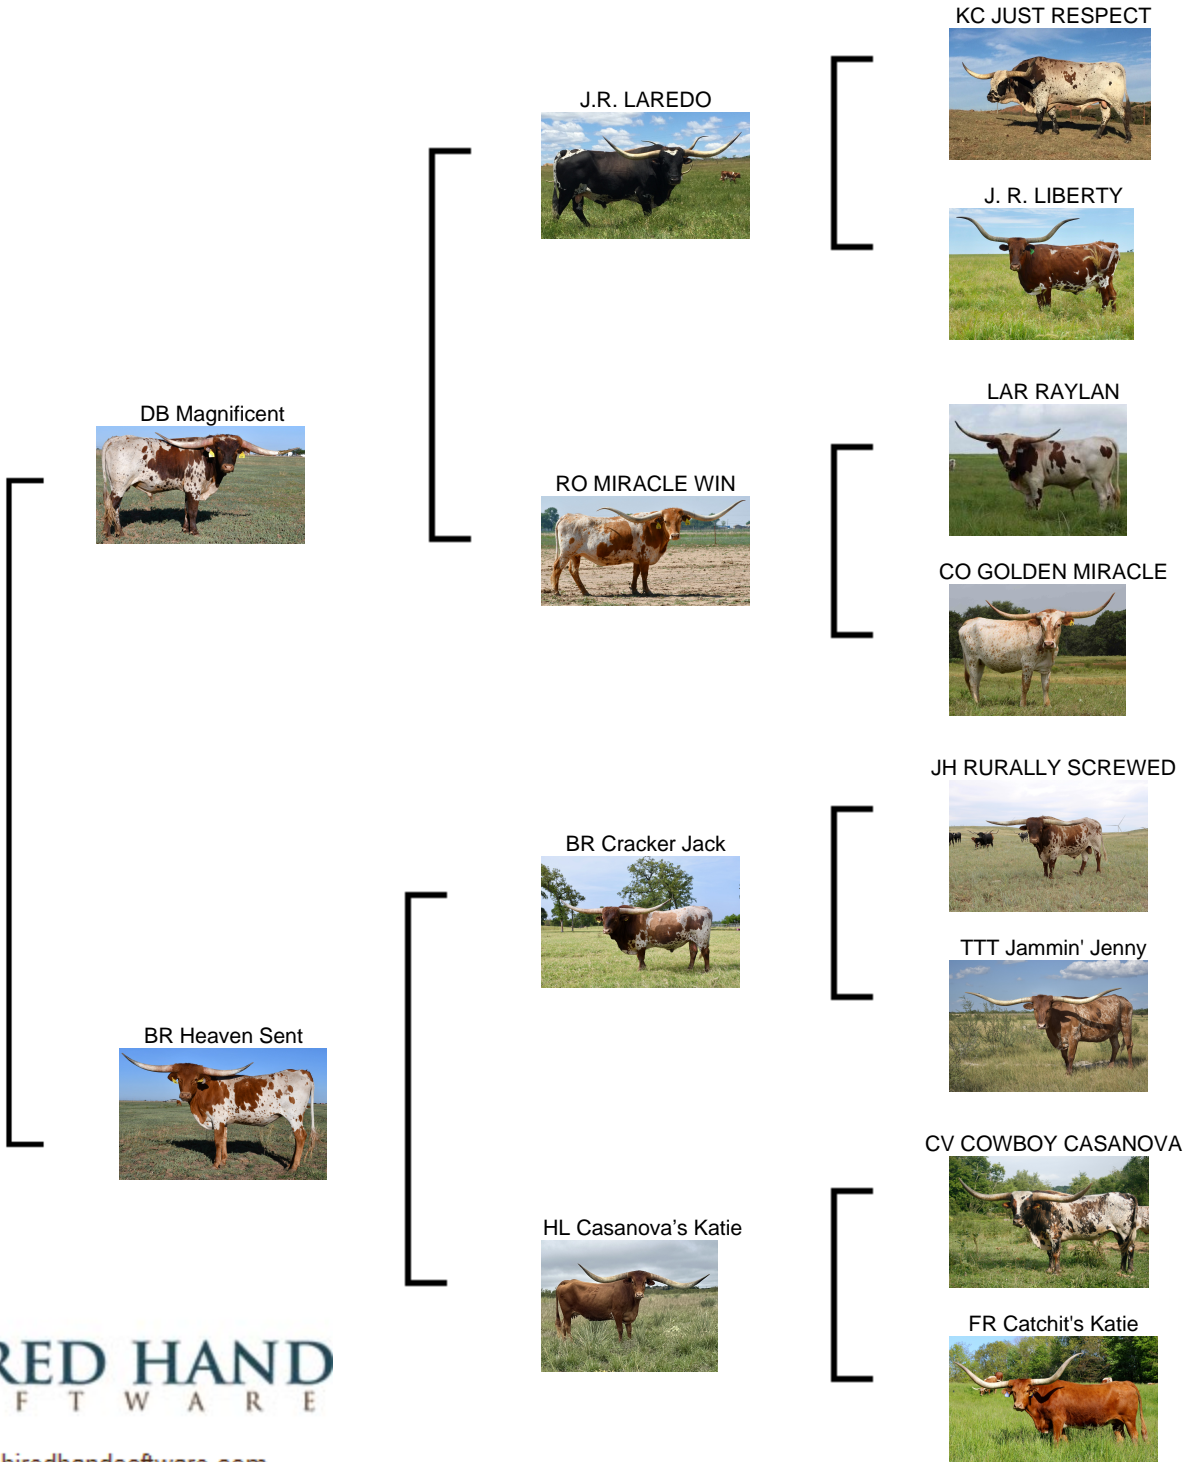 KC JUST RESPECT
J.R. LAREDO
J. R. LIBERTY
DB Magnificent
LAR RAYLAN
RO MIRACLE WIN
CO GOLDEN MIRACLE
JH RURALLY SCREWED
BR Cracker Jack
TTT Jammin' Jenny
BR Heaven Sent
CV COWBOY CASANOVA
HL Casanova's Katie
FR Catchit's Katie
RED HAND
F T W A R E
hiredhandsoftware.com